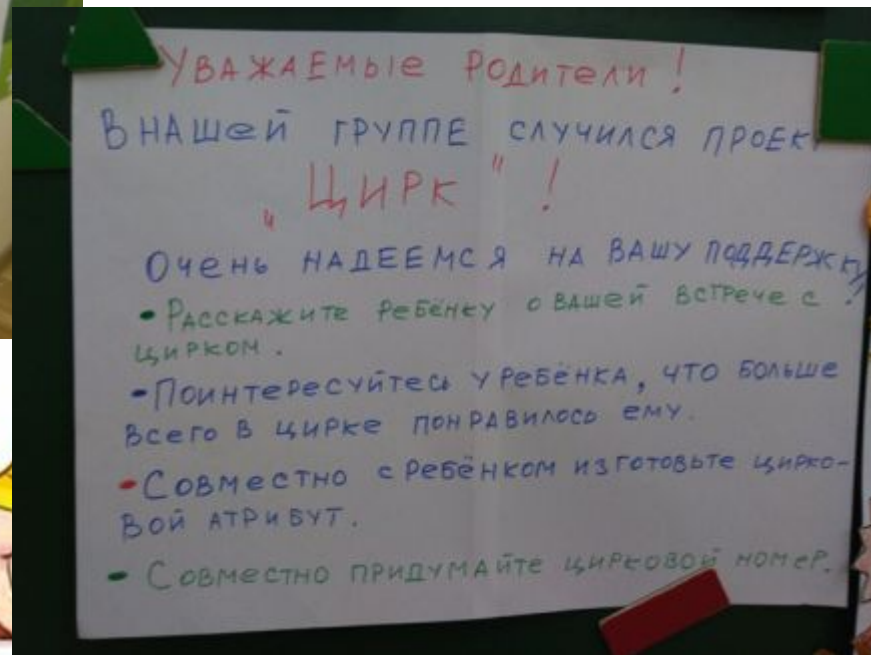 Уважаемые родители!
В нашей группе случился проек
„Цирк"!
Очень надеемся на вашу поддержку!
• Расскажите ребёнку о вашей встрече с
цирком.
• Поинтересуйтесь у ребёнка, что больше
всего в цирке понравилось ему.
• Совместно с ребёнком изготовьте цирко-
вой атрибут.
• Совместно придумайте цирковой номер.